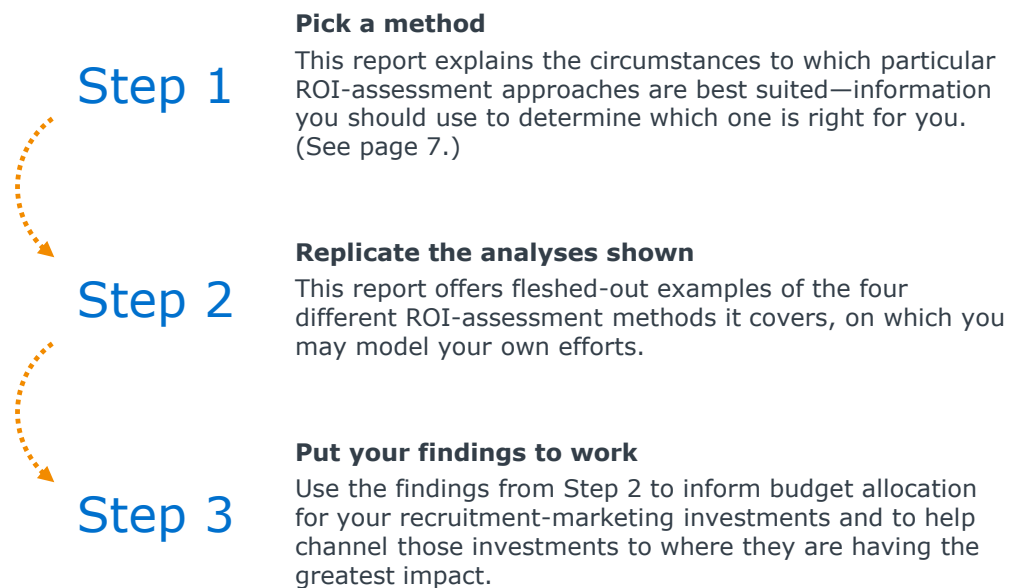 Pick a method
Step 1
This report explains the circumstances to which particular
ROI-assessment approaches are best suited—information
you should use to determine which one is right for you.
(See page 7.)
Replicate the analyses shown
Step 2
This report offers fleshed-out examples of the four
different ROI-assessment methods it covers, on which you
may model your own efforts.
Put your findings to work
Step 3
Use the findings from Step 2 to inform budget allocation
for your recruitment-marketing investments and to help
channel those investments to where they are having the
greatest impact.